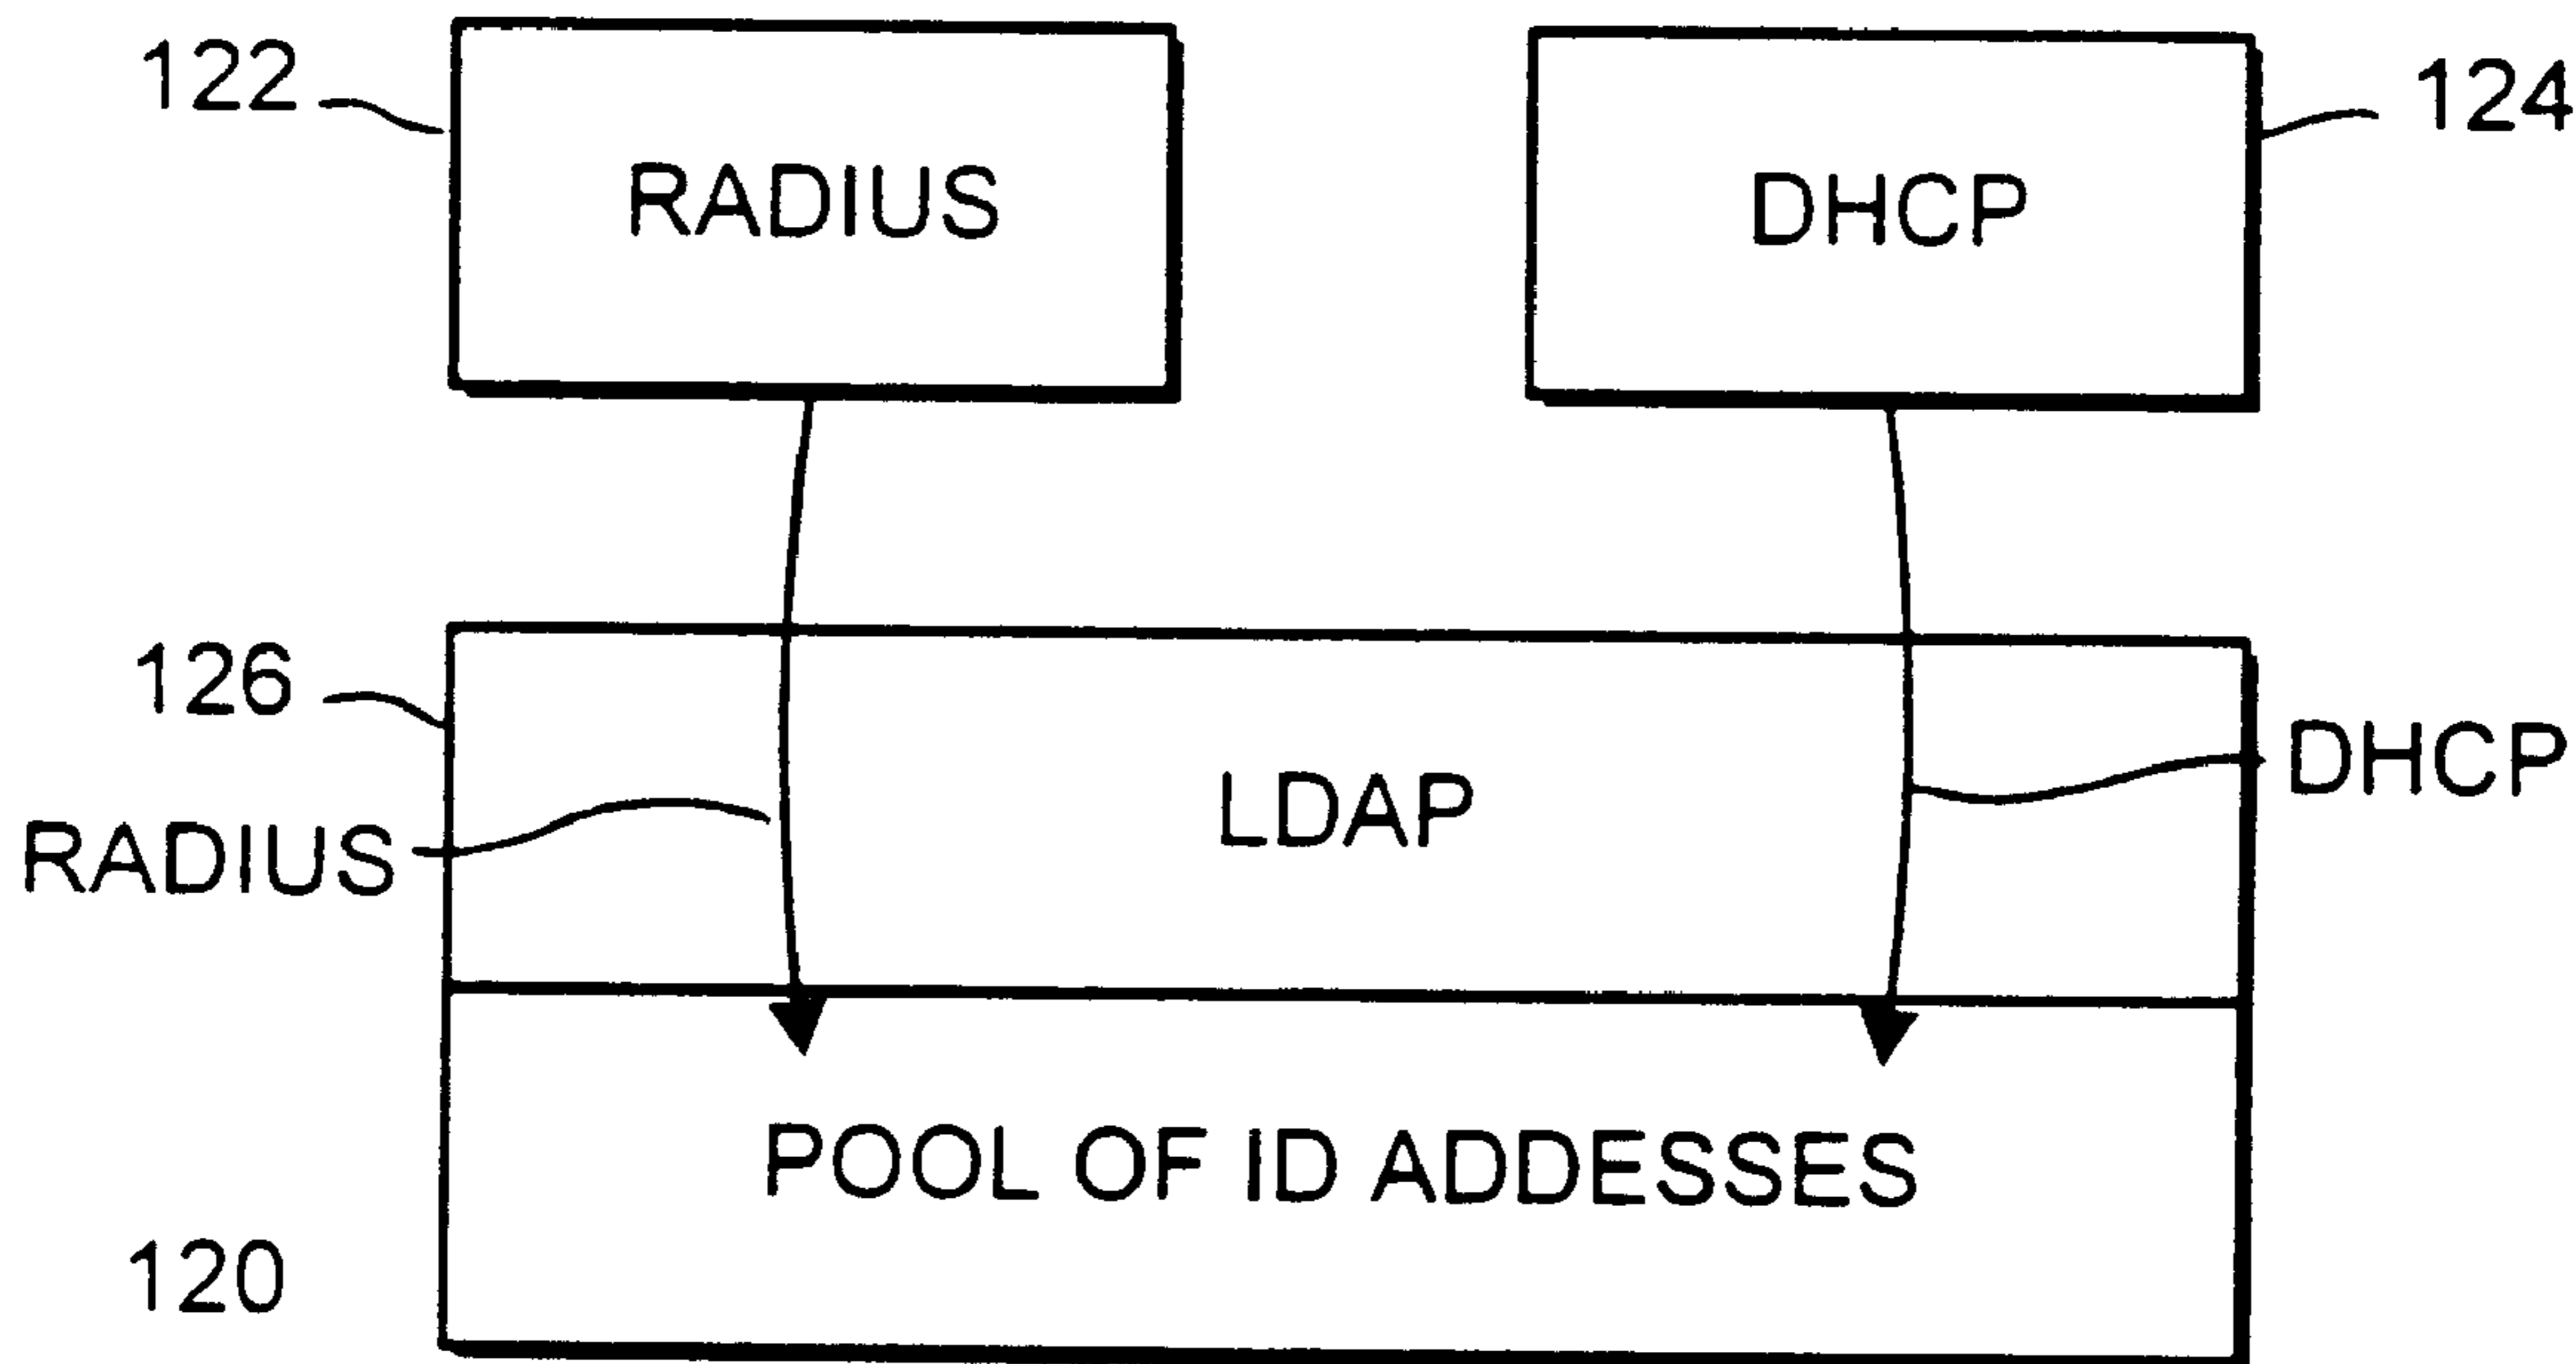 122
RADIUS
DHCP
124
126
LDAP
DHCP
RADIUS
POOL OF ID ADDESSES
120